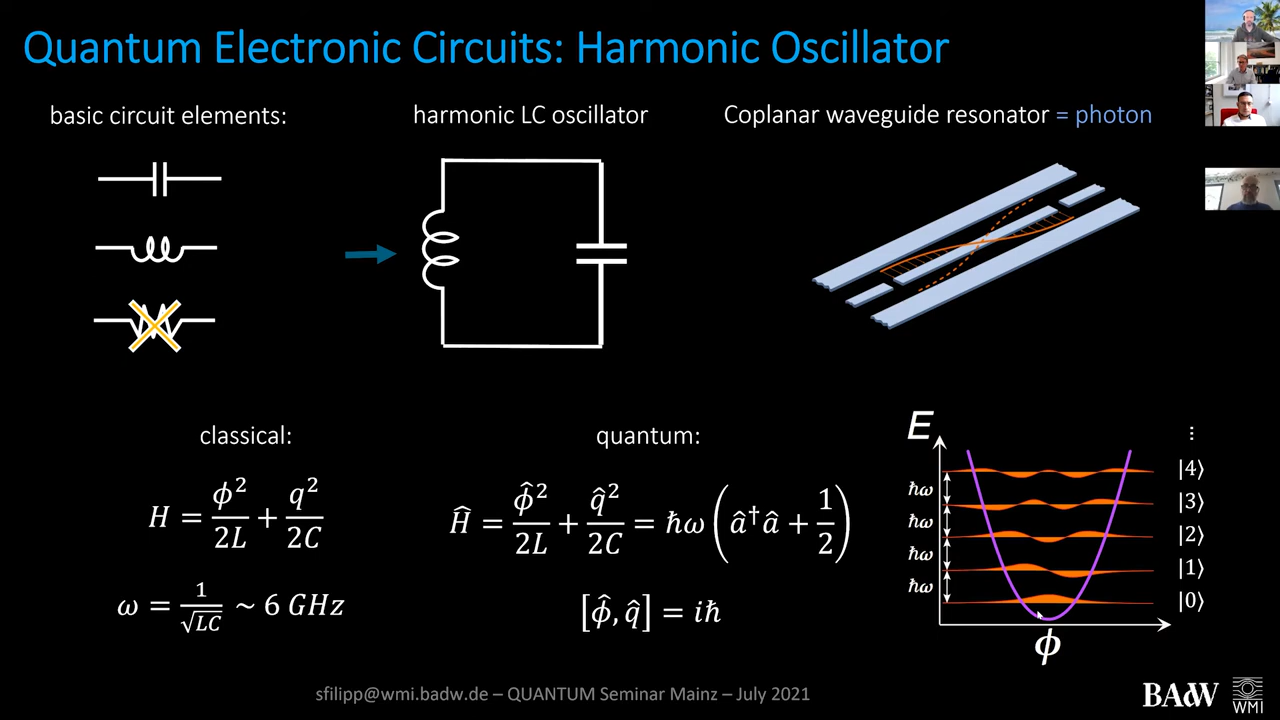 Quantum Electronic Circuits: Harmonic Oscillator
basic circuit elements:
harmonic LC oscillator
Coplanar waveguide resonator = photon
classical:
H = ϕ²/2L + q²/2C
ω = 1/√LC ~ 6 GHz
quantum:
Ĥ = ϕ̂²/2L + q̂²/2C = ħω(â†â + 1/2)
[ϕ̂, q̂] = iħ
E
⋮
|4⟩
ħω
|3⟩
ħω
|2⟩
ħω
|1⟩
ħω
|0⟩
ϕ
sfilipp@wmi.badw.de – QUANTUM Seminar Mainz – July 2021
BAdW
WMI